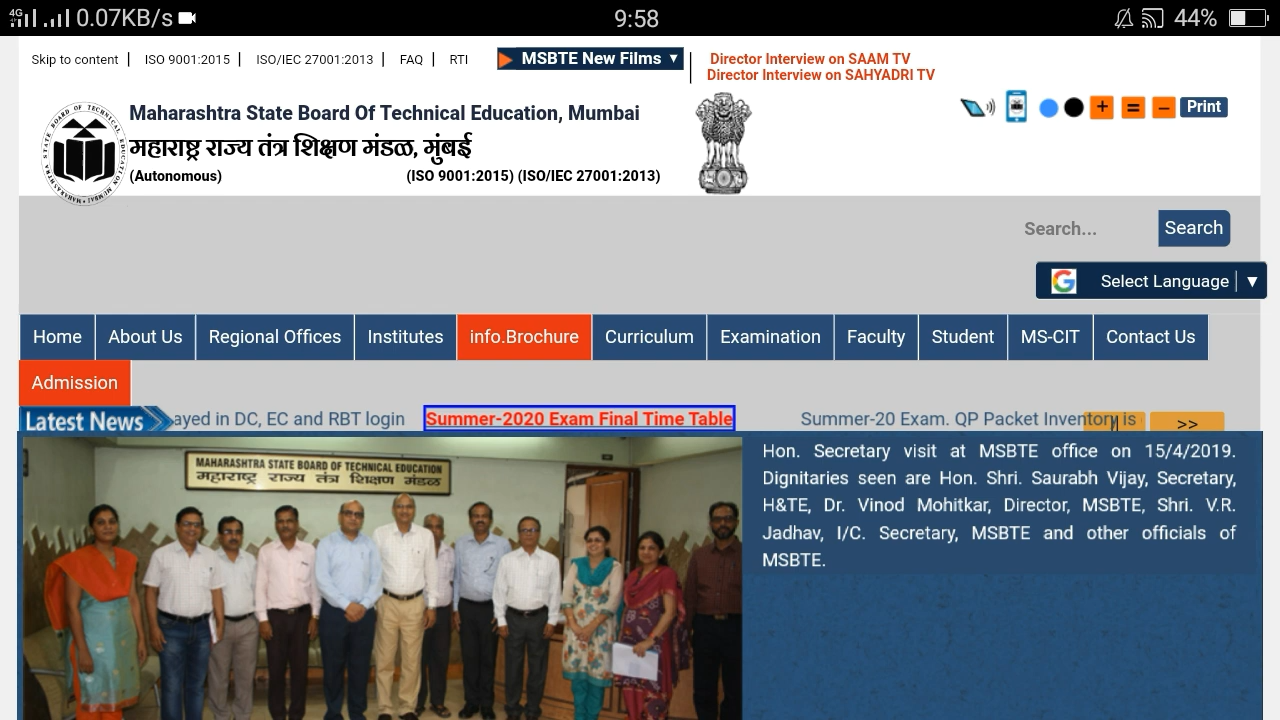 4G 0.07KB/s 9:58 44%
Skip to content | ISO 9001:2015 | ISO/IEC 27001:2013 | FAQ | RTI MSBTE New Films ▼ Director Interview on SAAM TV
Director Interview on SAHYADRI TV
+ = − Print
Maharashtra State Board Of Technical Education, Mumbai
महाराष्ट्र राज्य तंत्र शिक्षण मंडळ, मुंबई
(Autonomous) (ISO 9001:2015) (ISO/IEC 27001:2013)
Search... Search
G Select Language ▼
Home About Us Regional Offices Institutes info.Brochure Curriculum Examination Faculty Student MS-CIT Contact Us
Admission
Latest News ayed in DC, EC and RBT login Summer-2020 Exam Final Time Table Summer-20 Exam. QP Packet Inventory is || >>
MAHARASHTRA STATE BOARD OF TECHNICAL EDUCATION
महाराष्ट्र राज्य तंत्र शिक्षण मंडळ
Hon. Secretary visit at MSBTE office on 15/4/2019.
Dignitaries seen are Hon. Shri. Saurabh Vijay, Secretary,
H&TE, Dr. Vinod Mohitkar, Director, MSBTE, Shri. V.R.
Jadhav, I/C. Secretary, MSBTE and other officials of
MSBTE.